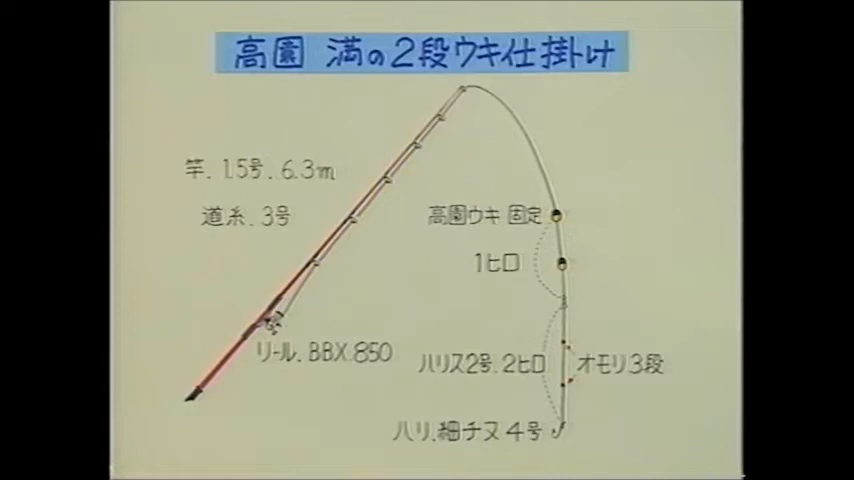 高園 満の2段ウキ仕掛け
竿.1.5号.6.3m
道糸.3号
高園ウキ 固定
1ヒロ
リール.BBX.850
ハリス2号.2ヒロ
オモリ3段
ハリ.細チヌ4号